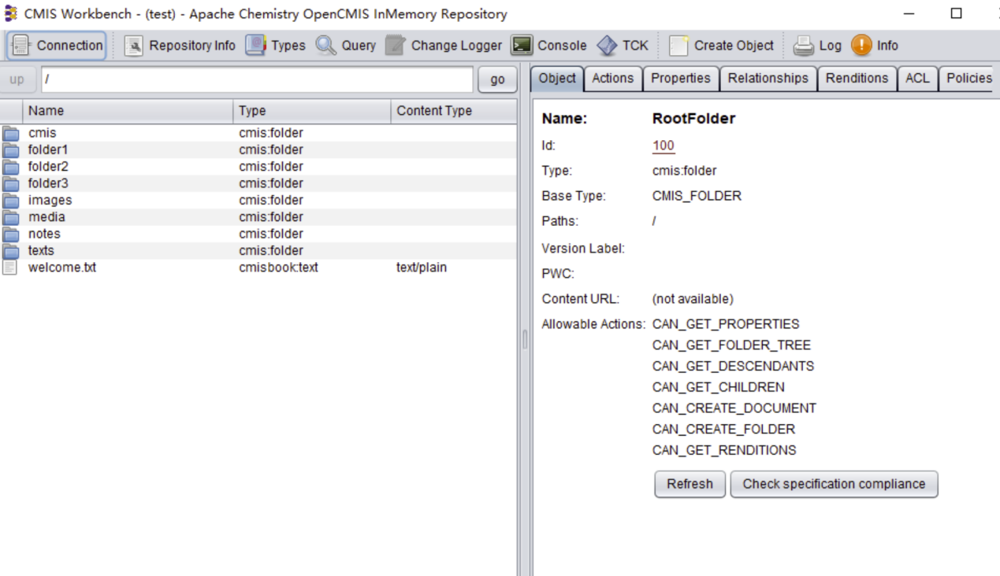 CMIS Workbench - (test) - Apache Chemistry OpenCMIS InMemory Repository
Connection Repository Info Types Query Change Logger Console TCK Create Object Log Info
up / go
Name Type Content Type
cmis cmis:folder
folder1 cmis:folder
folder2 cmis:folder
folder3 cmis:folder
images cmis:folder
media cmis:folder
notes cmis:folder
texts cmis:folder
welcome.txt cmisbook:text text/plain
Object Actions Properties Relationships Renditions ACL Policies
Name: RootFolder
Id: 100
Type: cmis:folder
Base Type: CMIS_FOLDER
Paths: /
Version Label:
PWC:
Content URL: (not available)
Allowable Actions: CAN_GET_PROPERTIES
CAN_GET_FOLDER_TREE
CAN_GET_DESCENDANTS
CAN_GET_CHILDREN
CAN_CREATE_DOCUMENT
CAN_CREATE_FOLDER
CAN_GET_RENDITIONS
Refresh Check specification compliance